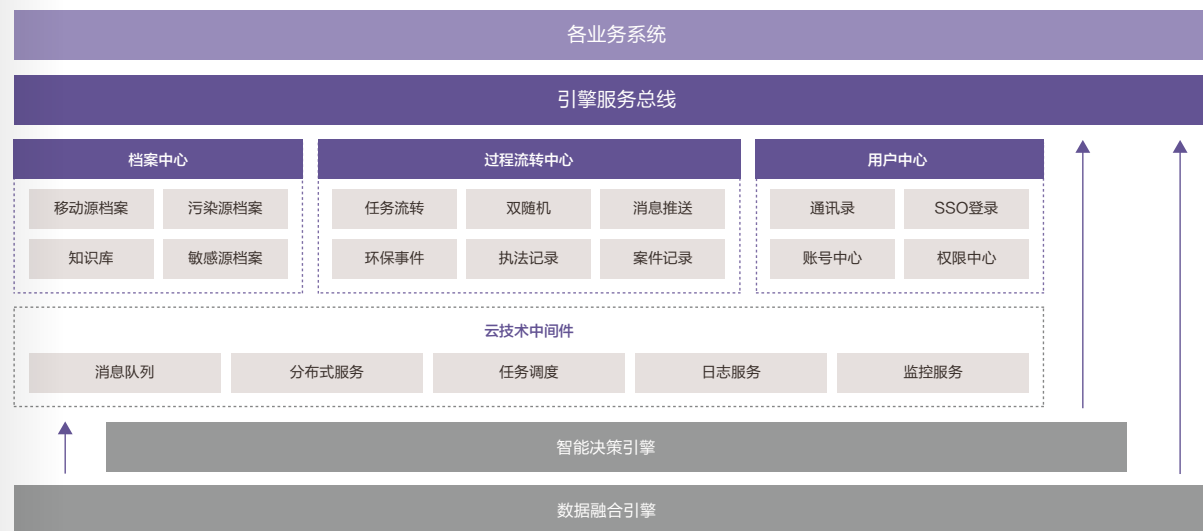 各业务系统
引擎服务总线
档案中心
移动源档案 污染源档案
知识库 敏感源档案
过程流转中心
任务流转 双随机 消息推送
环保事件 执法记录 案件记录
用户中心
通讯录 SSO登录
账号中心 权限中心
云技术中间件
消息队列 分布式服务 任务调度 日志服务 监控服务
智能决策引擎
数据融合引擎